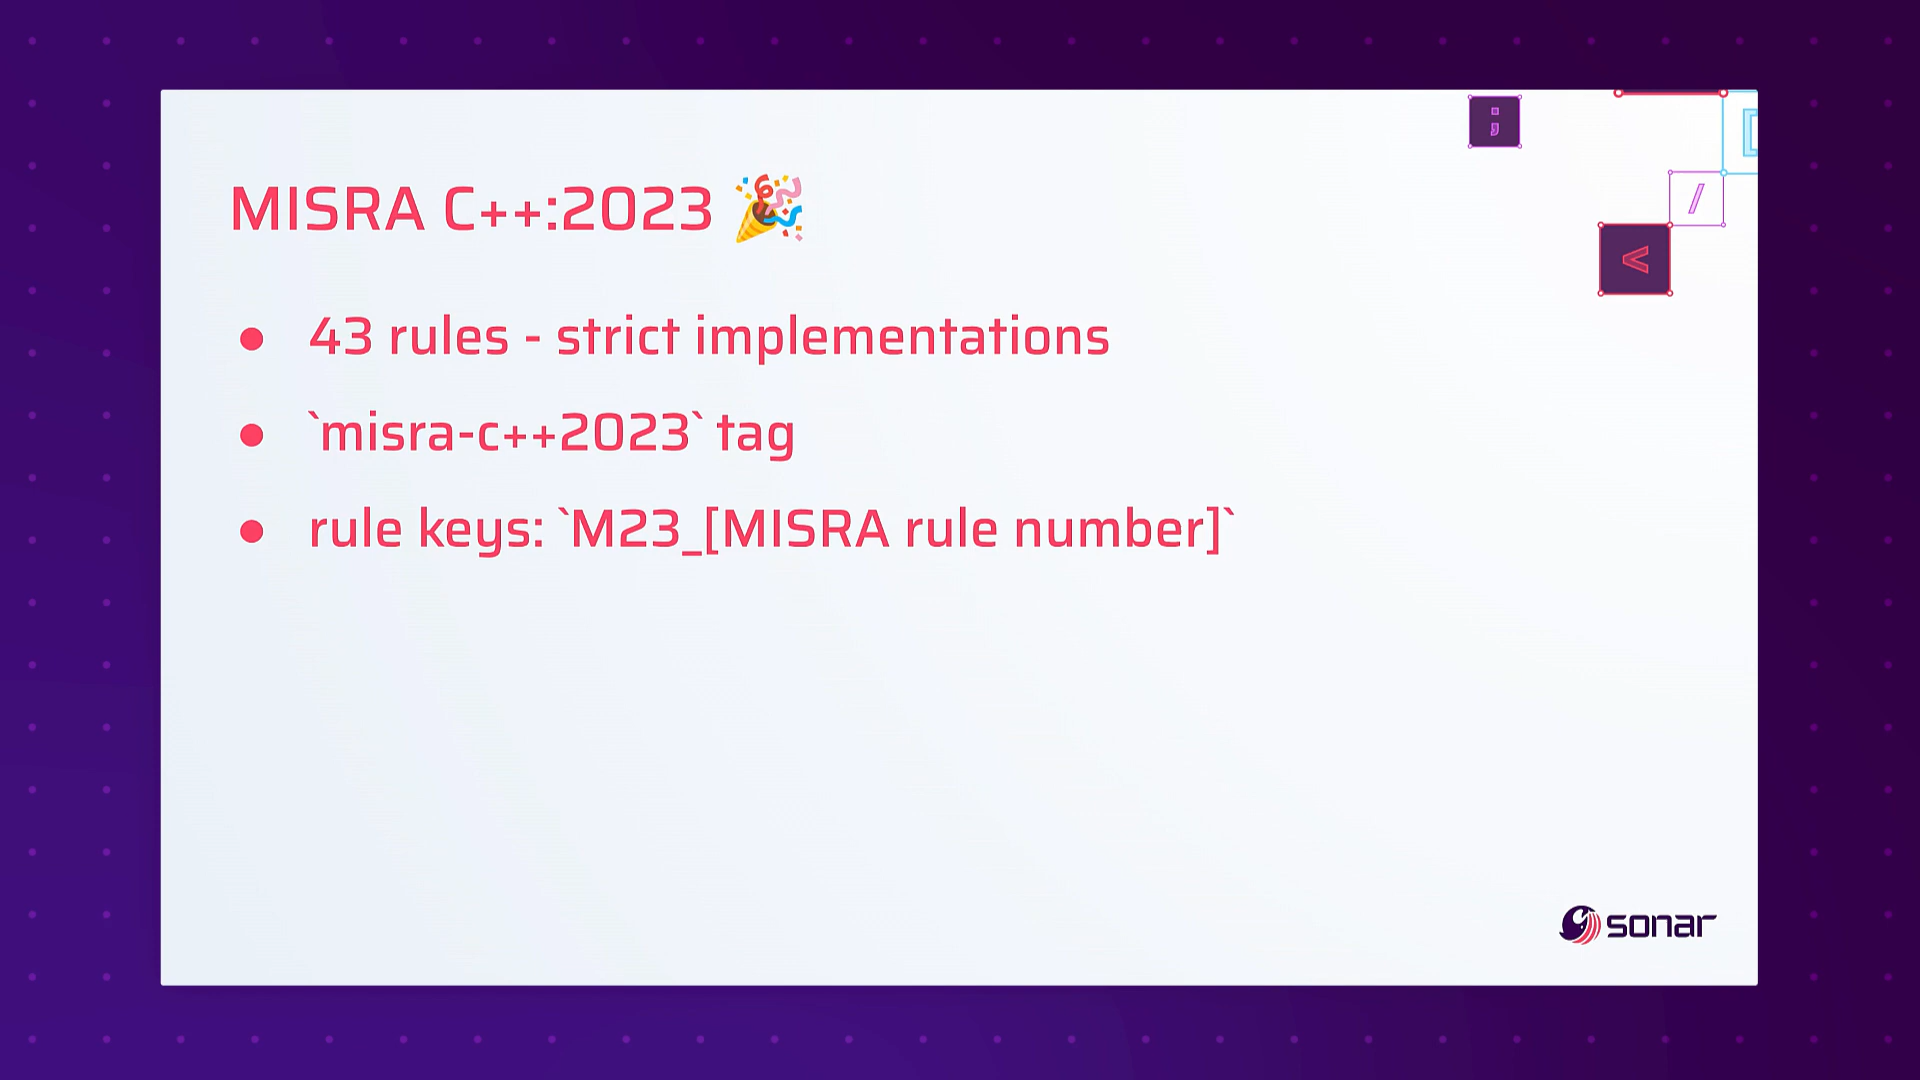 ;
/
<
MISRA C++:2023 🎉
● 43 rules - strict implementations
● `misra-c++2023` tag
● rule keys: `M23_[MISRA rule number]`
sonar